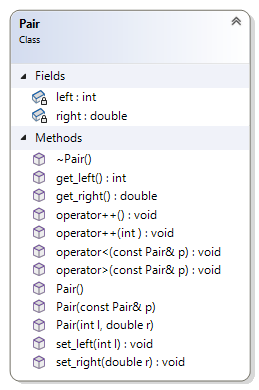 Pair
Class
Fields
left : int
right : double
Methods
~Pair()
get_left() : int
get_right() : double
operator++() : void
operator++(int ) : void
operator<(const Pair& p) : void
operator>(const Pair& p) : void
Pair()
Pair(const Pair& p)
Pair(int l, double r)
set_left(int l) : void
set_right(double r) : void